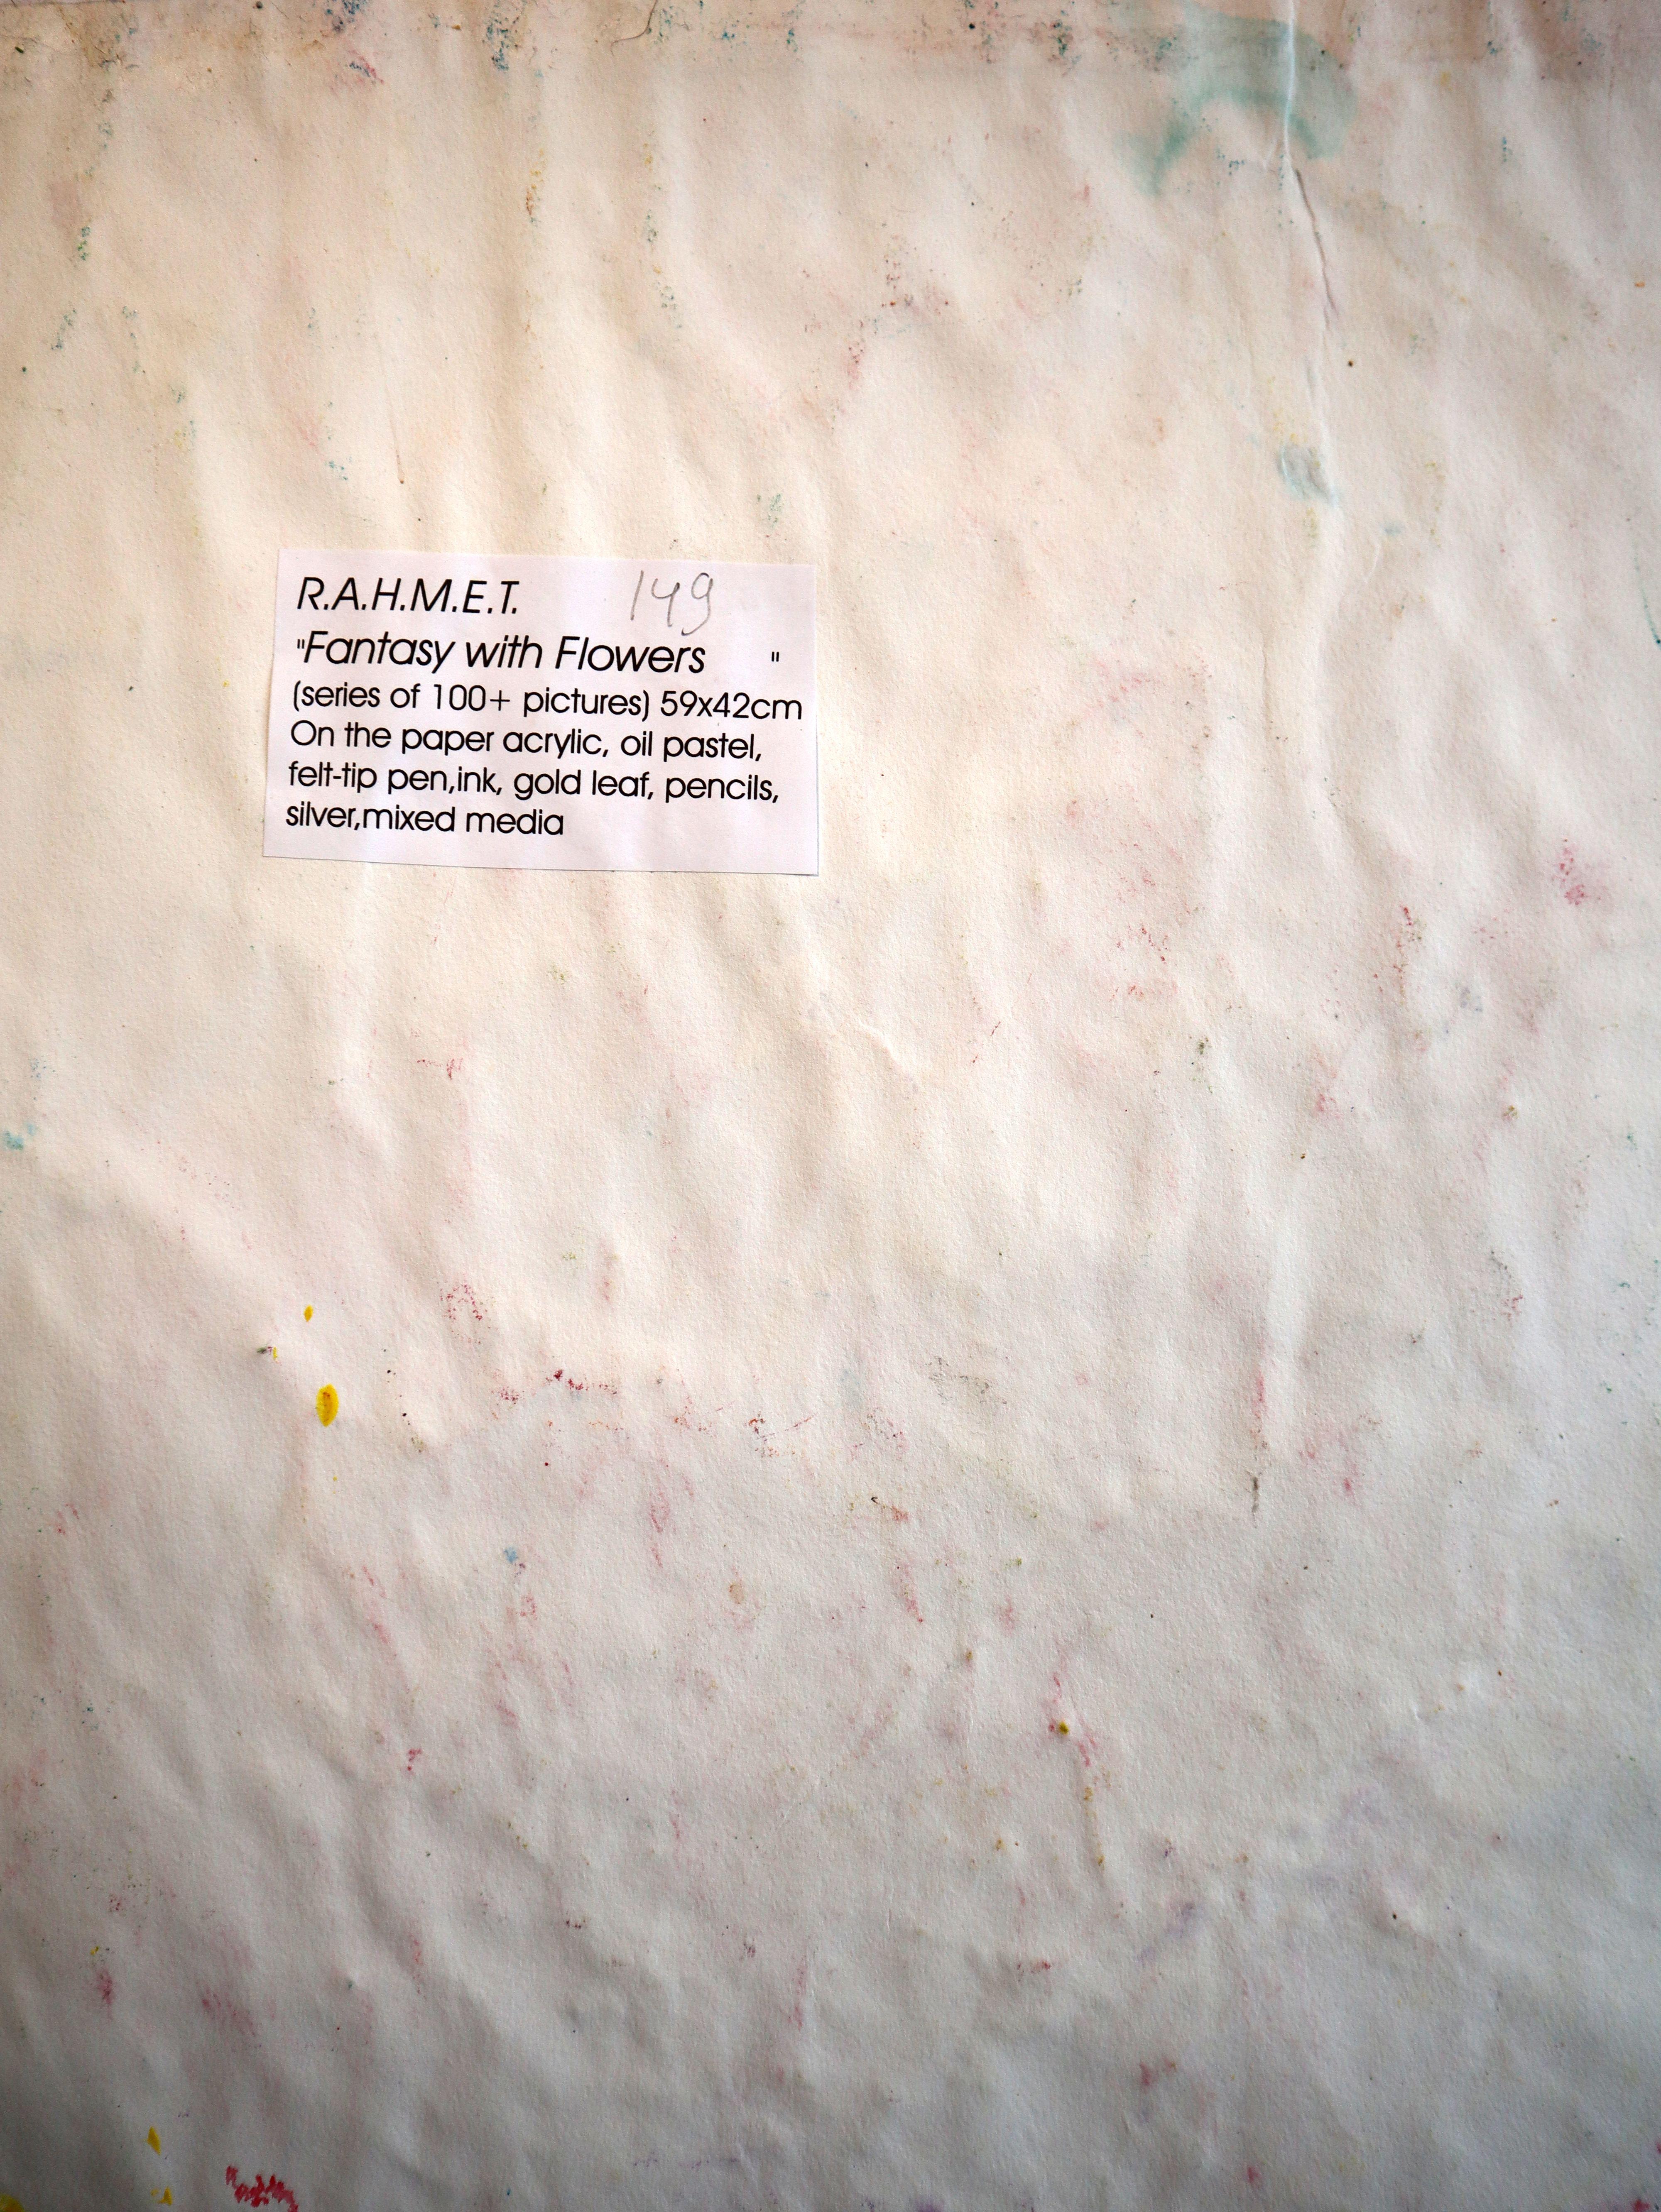 R.A.H.M.E.T. 149
"Fantasy with Flowers "
(series of 100+ pictures) 59x42cm
On the paper acrylic, oil pastel,
felt-tip pen,ink, gold leaf, pencils,
silver,mixed media